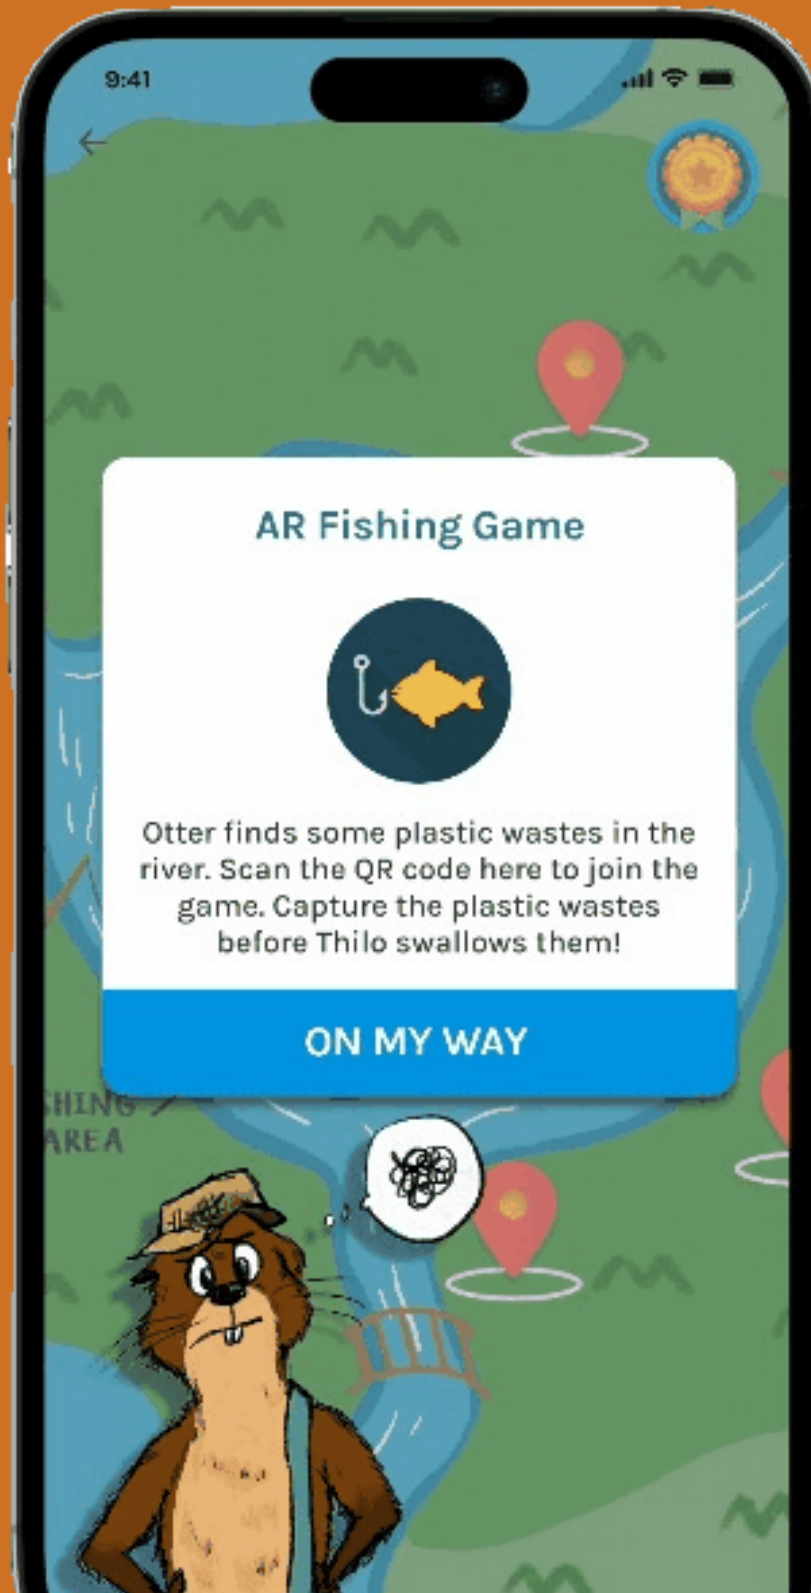 9:41
AR Fishing Game
Otter finds some plastic wastes in the
river. Scan the QR code here to join the
game. Capture the plastic wastes
before Thilo swallows them!
ON MY WAY
SHING
AREA